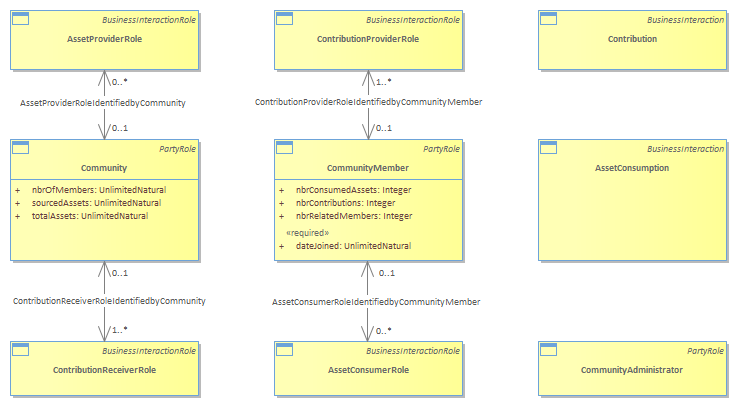 BusinessInteractionRole
AssetProviderRole
BusinessInteractionRole
ContributionProviderRole
BusinessInteraction
Contribution
0..*
AssetProviderRoleIdentifiedbyCommunity
0..1
1..*
ContributionProviderRoleIdentifiedbyCommunityMember
0..1
PartyRole
Community
+ nbrOfMembers: UnlimitedNatural
+ sourcedAssets: UnlimitedNatural
+ totalAssets: UnlimitedNatural
PartyRole
CommunityMember
+ nbrConsumedAssets: Integer
+ nbrContributions: Integer
+ nbrRelatedMembers: Integer
«required»
+ dateJoined: UnlimitedNatural
BusinessInteraction
AssetConsumption
0..1
ContributionReceiverRoleIdentifiedbyCommunity
1..*
0..1
AssetConsumerRoleIdentifiedbyCommunityMember
0..*
BusinessInteractionRole
ContributionReceiverRole
BusinessInteractionRole
AssetConsumerRole
PartyRole
CommunityAdministrator